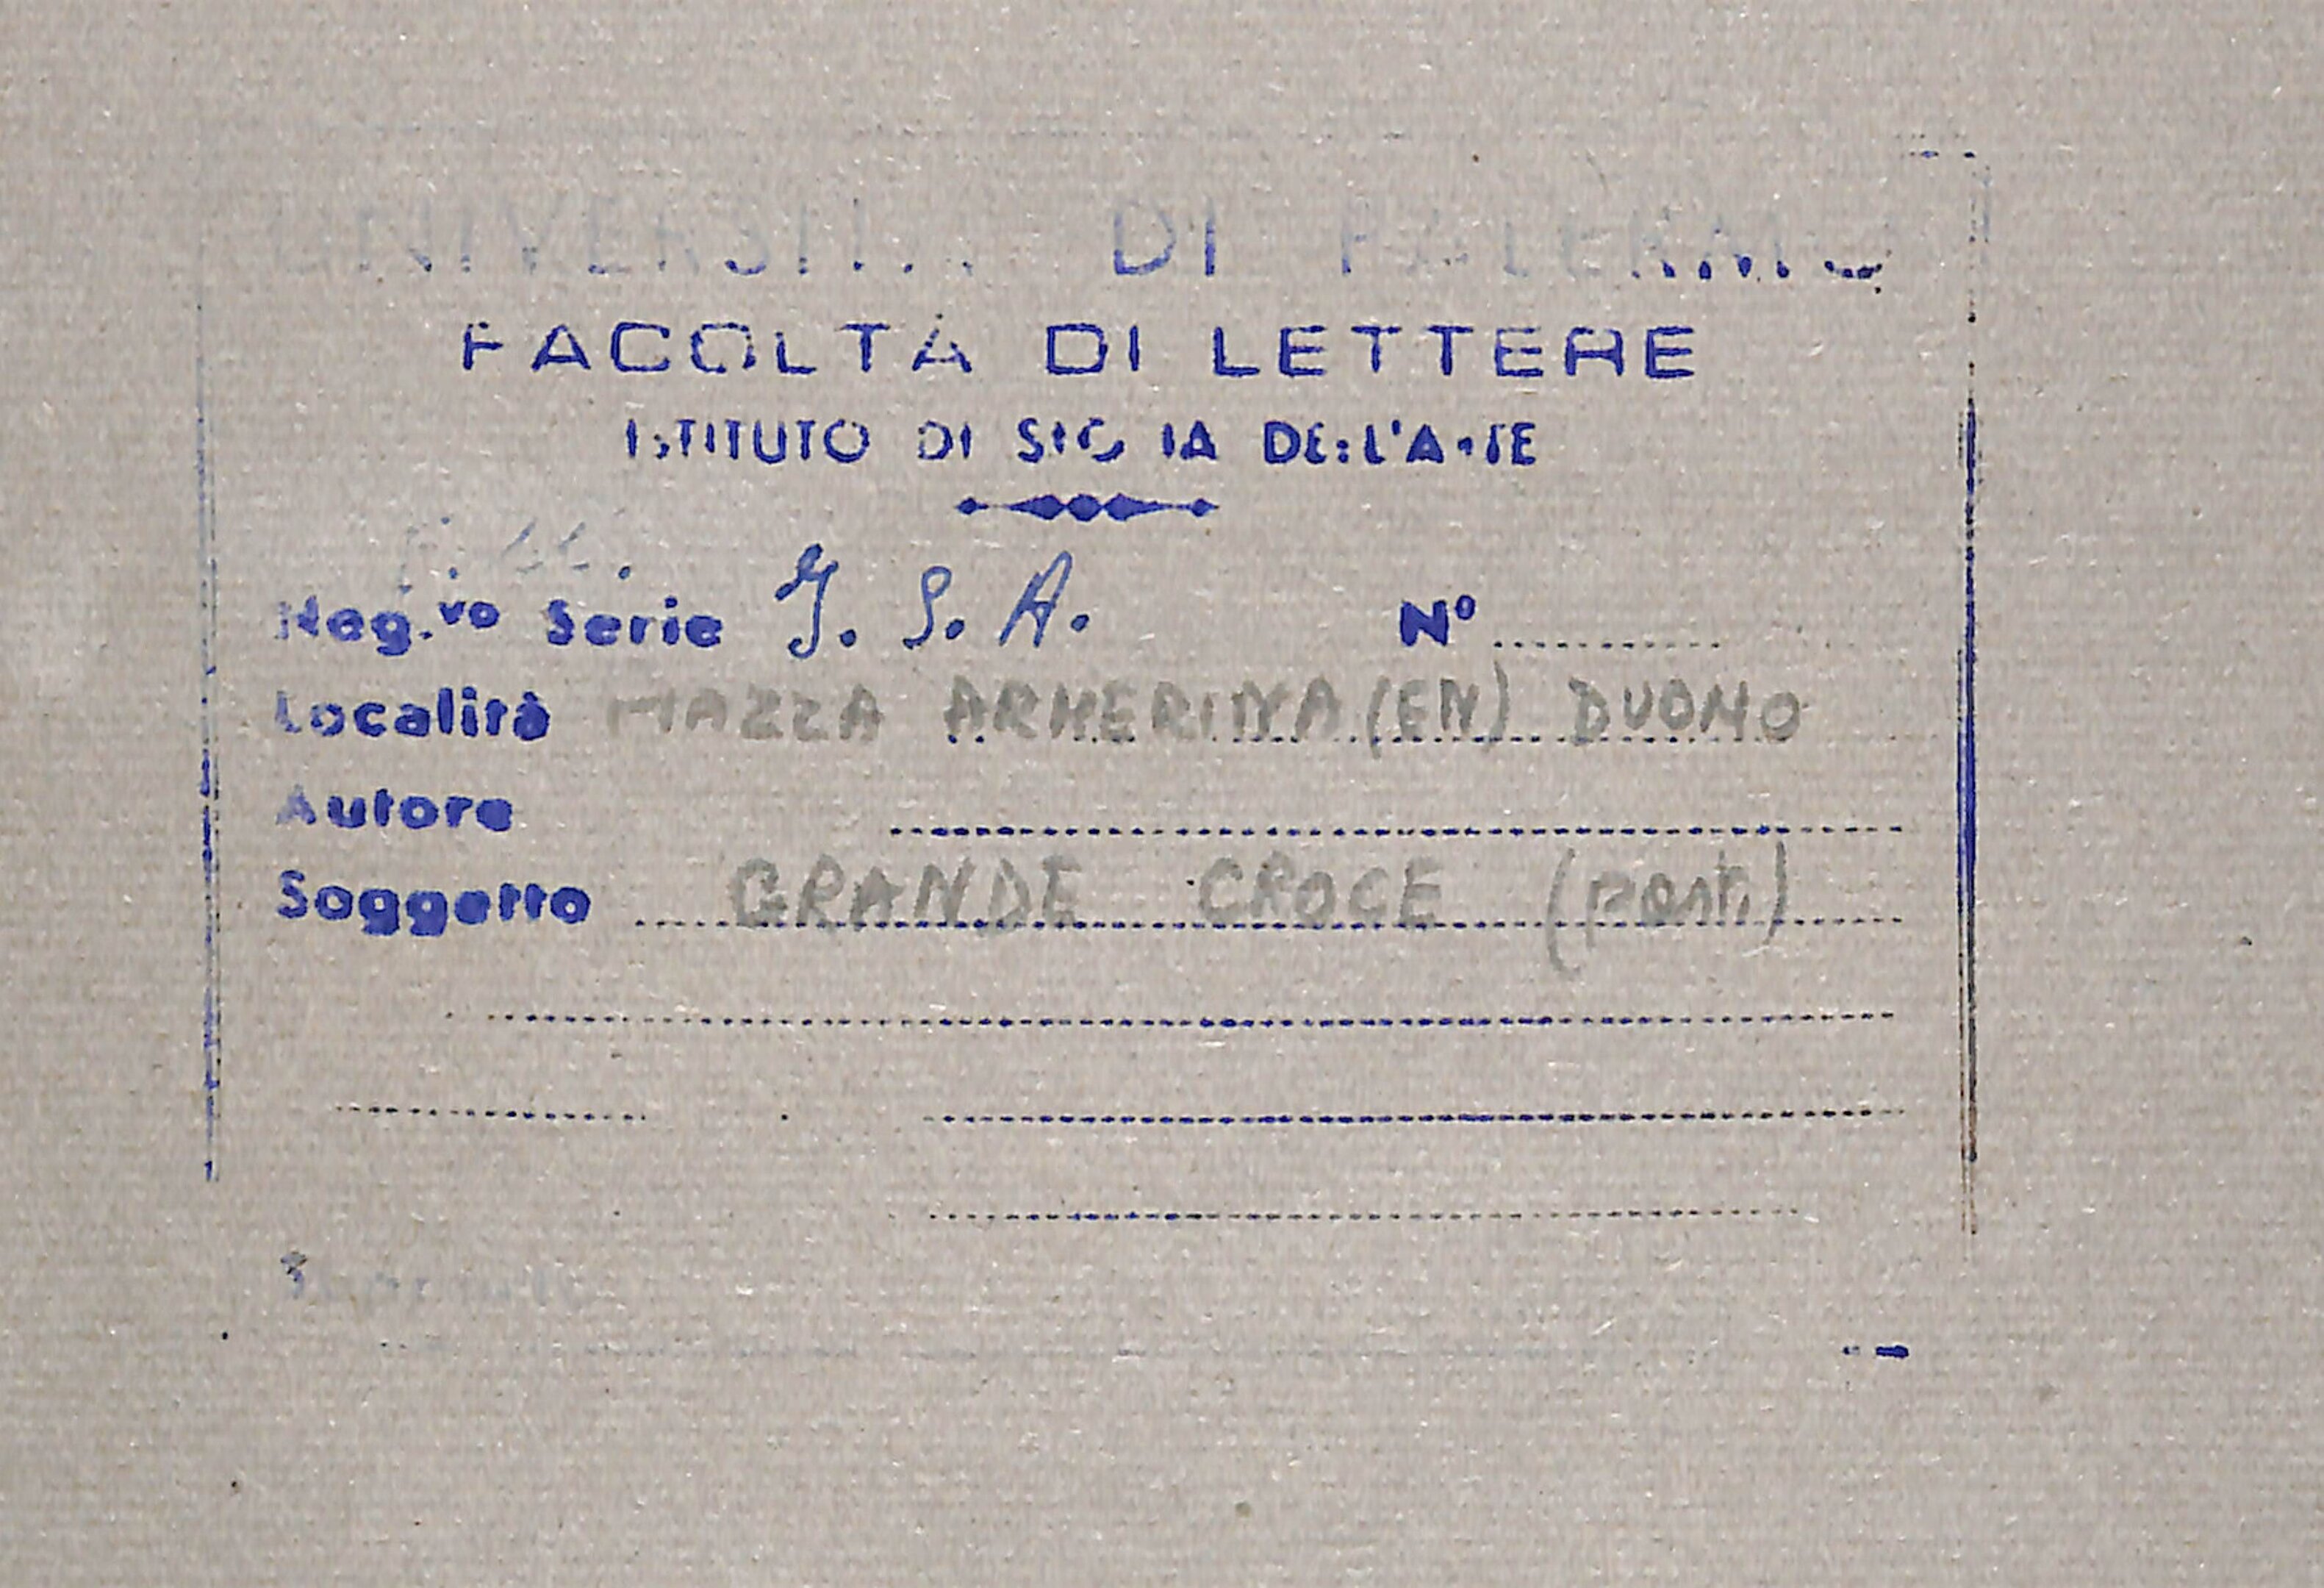 UNIVERSITÀ DI PALERMO
FACOLTÀ DI LETTERE
ISTITUTO DI STORIA DELL'ARTE
Neg.vo Serie I. S. A. N°
Località PIAZZA ARMERINA (EN) DUOMO
Autore
Soggetto GRANDE CROCE (part.)